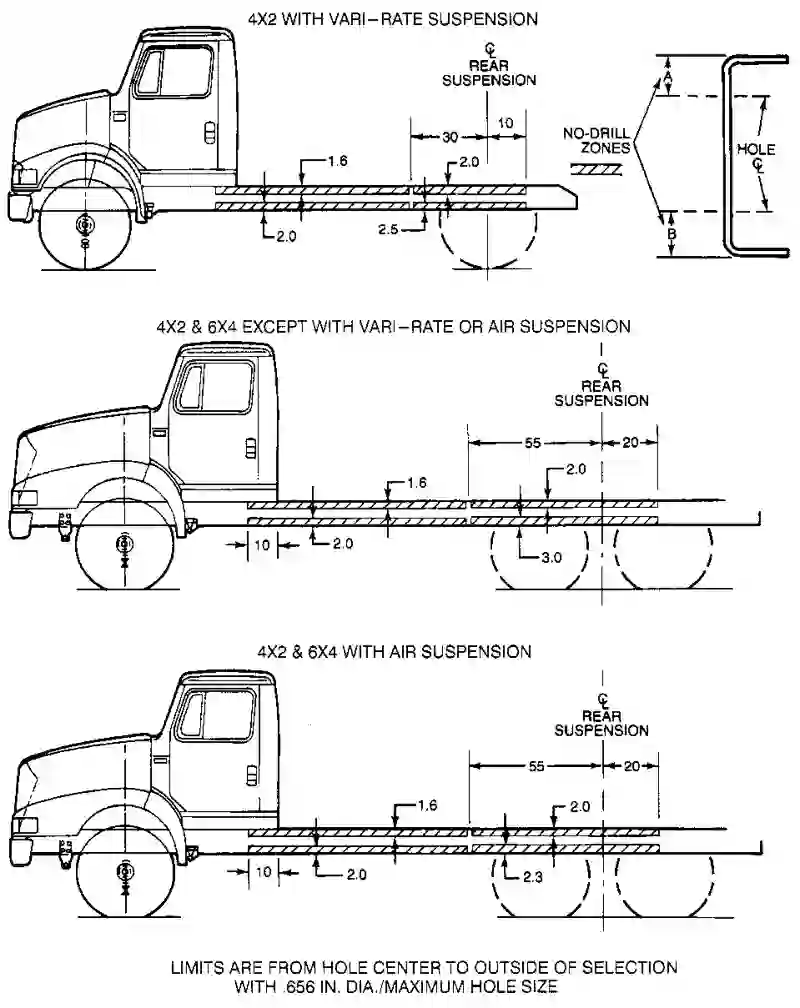 4X2 WITH VARI-RATE SUSPENSION
℄
REAR
SUSPENSION
30
10
1.6
2.0
2.0
2.5
NO-DRILL
ZONES
A
HOLE
℄
B
4X2 & 6X4 EXCEPT WITH VARI-RATE OR AIR SUSPENSION
℄
REAR
SUSPENSION
55
20
1.6
2.0
10
2.0
3.0
4X2 & 6X4 WITH AIR SUSPENSION
℄
REAR
SUSPENSION
55
20
1.6
2.0
10
2.0
2.3
LIMITS ARE FROM HOLE CENTER TO OUTSIDE OF SELECTION
WITH .656 IN. DIA./MAXIMUM HOLE SIZE